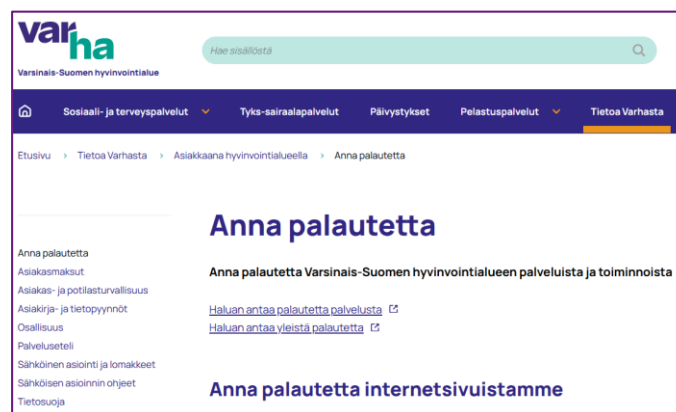 varha
Varsinais-Suomen hyvinvointialue
Hae sisällöstä
Sosiaali- ja terveyspalvelut Tyks-sairaalapalvelut Päivystykset Pelastuspalvelut Tietoa Varhasta
Etusivu > Tietoa Varhasta > Asiakkaana hyvinvointialueella > Anna palautetta
Anna palautetta
Asiakasmaksut
Asiakas- ja potilasturvallisuus
Asiakirja- ja tietopyynnöt
Osallisuus
Palveluseteli
Sähköinen asiointi ja lomakkeet
Sähköisen asioinnin ohjeet
Tietosuoja
Anna palautetta
Anna palautetta Varsinais-Suomen hyvinvointialueen palveluista ja toiminnoista
Haluan antaa palautetta palvelusta
Haluan antaa yleistä palautetta
Anna palautetta internetsivuistamme